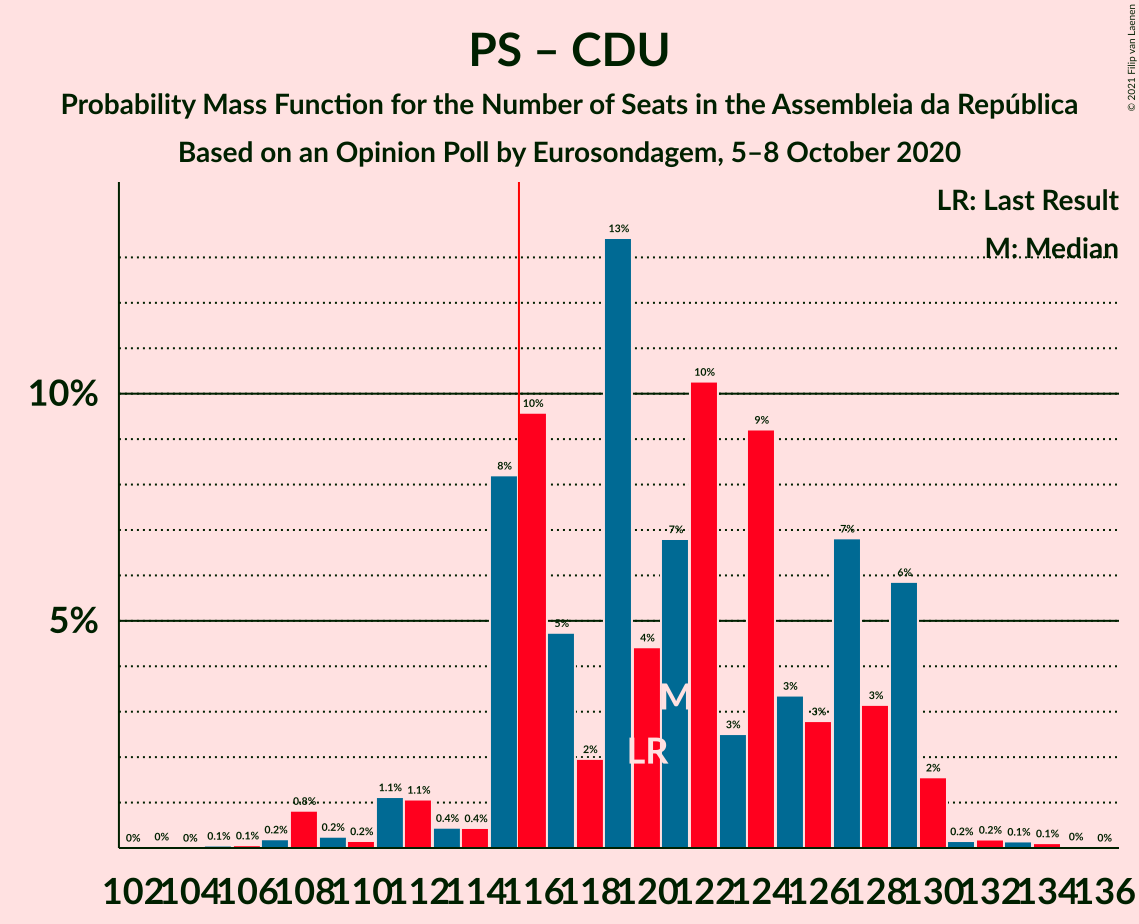 © 2021 Filip van Laenen
PS – CDU
Probability Mass Function for the Number of Seats in the Assembleia da República
Based on an Opinion Poll by Eurosondagem, 5–8 October 2020
LR: Last Result
M: Median
10%
5%
0% 0% 0% 0.1% 0.1% 0.2% 0.8% 0.2% 0.2% 1.1% 1.1% 0.4% 0.4% 8% 10% 5% 2% 13% 4% 7% 10% 3% 9% 3% 3% 7% 3% 6% 2% 0.2% 0.2% 0.1% 0.1% 0% 0%
M
LR
102 104 106 108 110 112 114 116 118 120 122 124 126 128 130 132 134 136